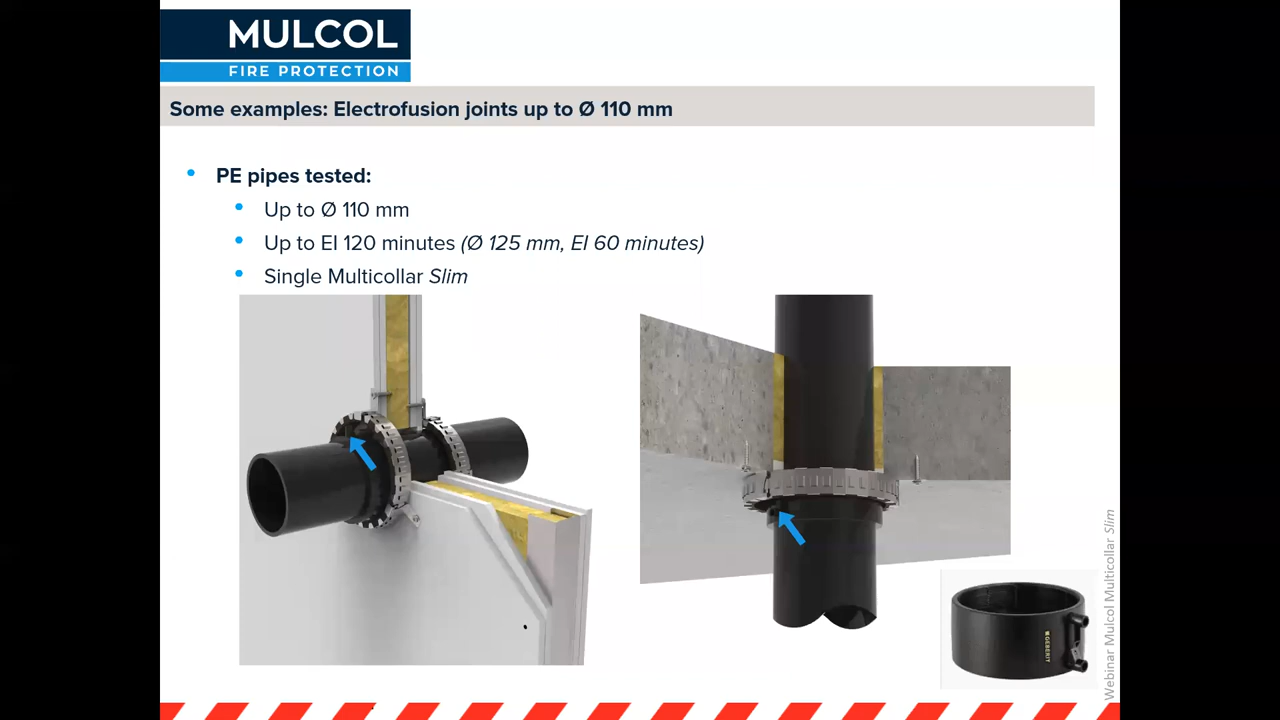 MULCOL
FIRE PROTECTION
Some examples: Electrofusion joints up to Ø 110 mm
• PE pipes tested:
• Up to Ø 110 mm
• Up to EI 120 minutes (Ø 125 mm, EI 60 minutes)
• Single Multicollar Slim
GEBERIT
Webinar Mulcol Multicollar Slim